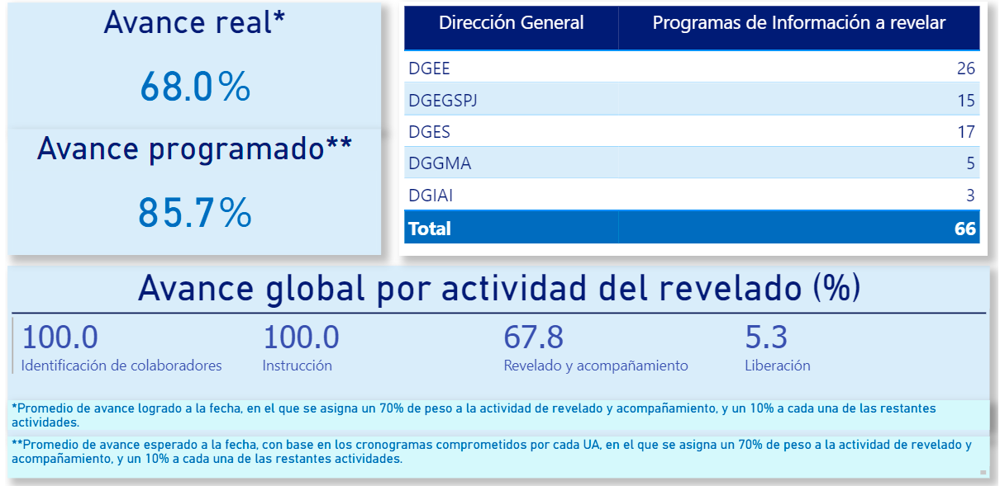 Avance real*
68.0%
Avance programado**
85.7%
Dirección General Programas de Información a revelar
DGEE 26
DGEGSPJ 15
DGES 17
DGGMA 5
DGIAI 3
Total 66
Avance global por actividad del revelado (%)
100.0 100.0 67.8 5.3
Identificación de colaboradores Instrucción Revelado y acompañamiento Liberación
*Promedio de avance logrado a la fecha, en el que se asigna un 70% de peso a la actividad de revelado y acompañamiento, y un 10% a cada una de las restantes
actividades.
**Promedio de avance esperado a la fecha, con base en los cronogramas comprometidos por cada UA, en el que se asigna un 70% de peso a la actividad de revelado y
acompañamiento, y un 10% a cada una de las restantes actividades.